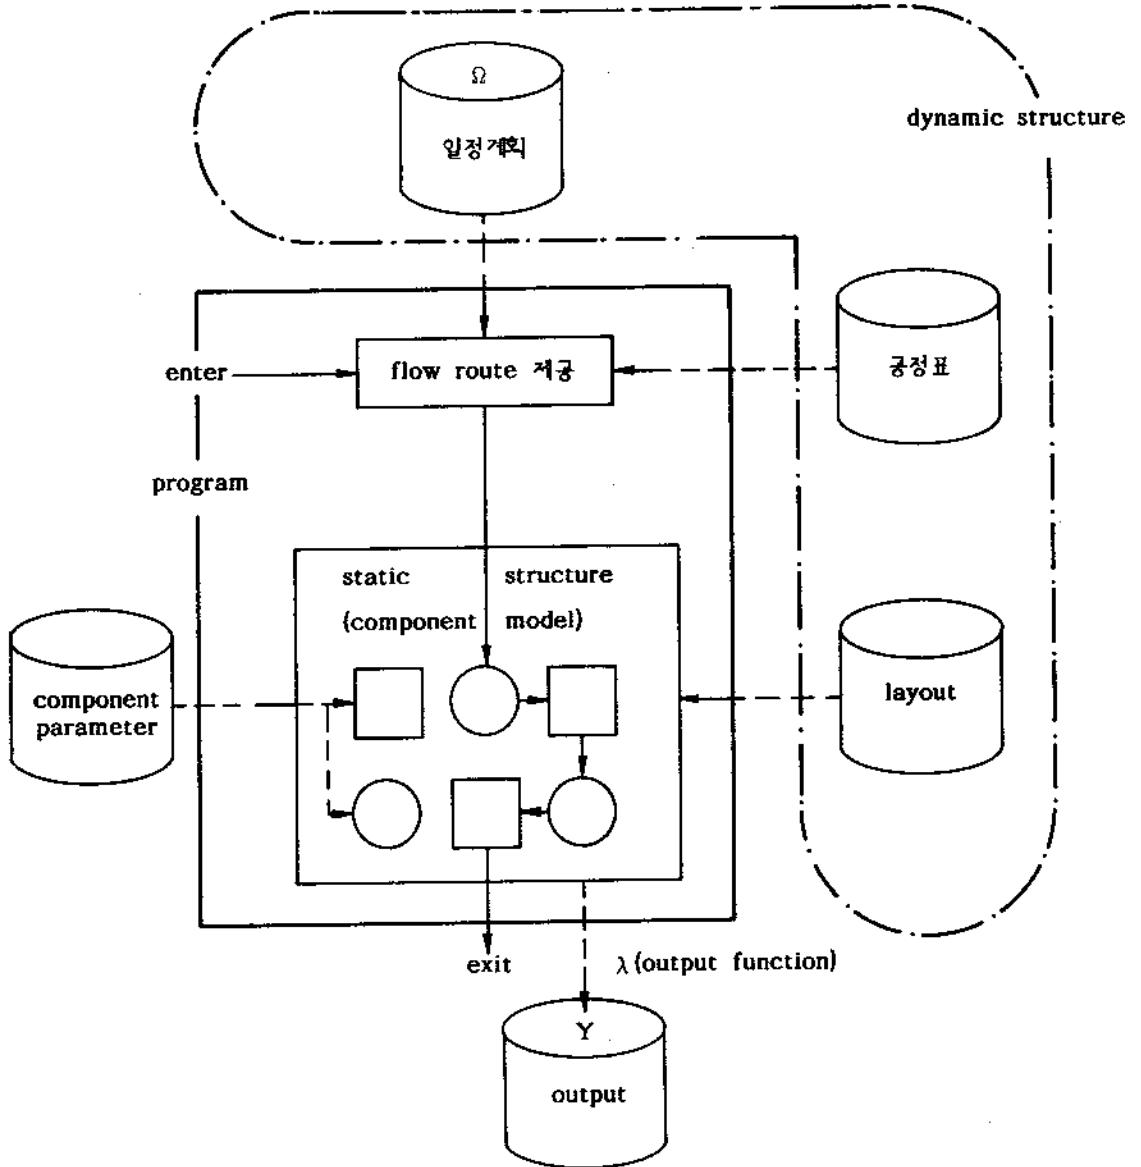 Ω
일정계획
dynamic structure
enter
flow route 제공
공정표
program
static structure
(component model)
component
parameter
layout
exit
λ (output function)
Y
output